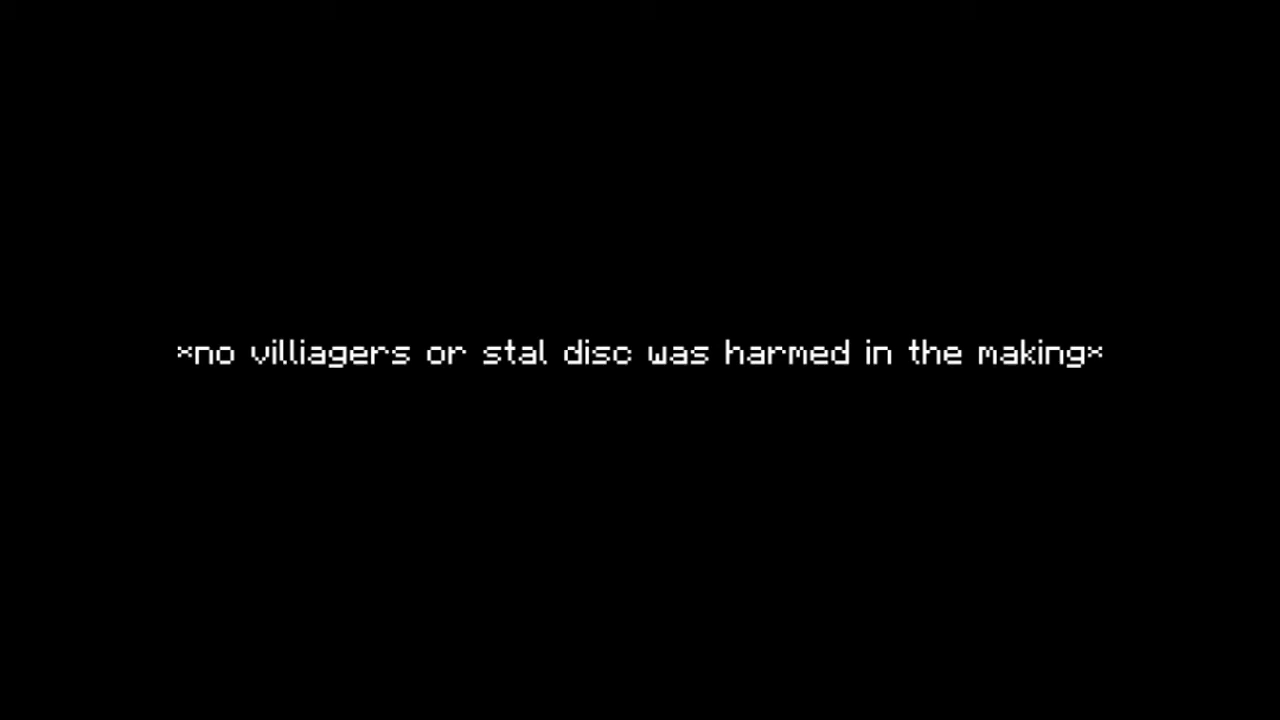 *no villiagers or stal disc was harmed in the making*